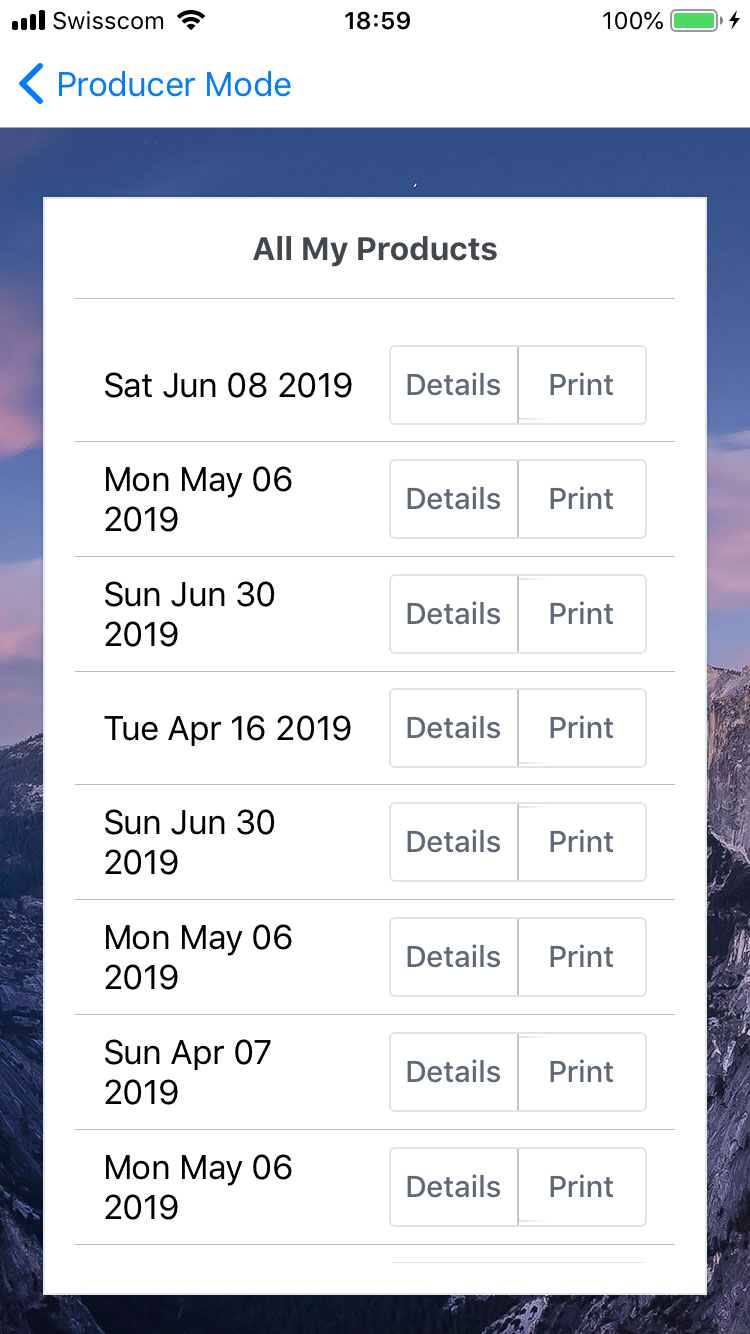 Swisscom 18:59 100%
Producer Mode
All My Products
Sat Jun 08 2019 Details Print
Mon May 06
2019 Details Print
Sun Jun 30
2019 Details Print
Tue Apr 16 2019 Details Print
Sun Jun 30
2019 Details Print
Mon May 06
2019 Details Print
Sun Apr 07
2019 Details Print
Mon May 06
2019 Details Print